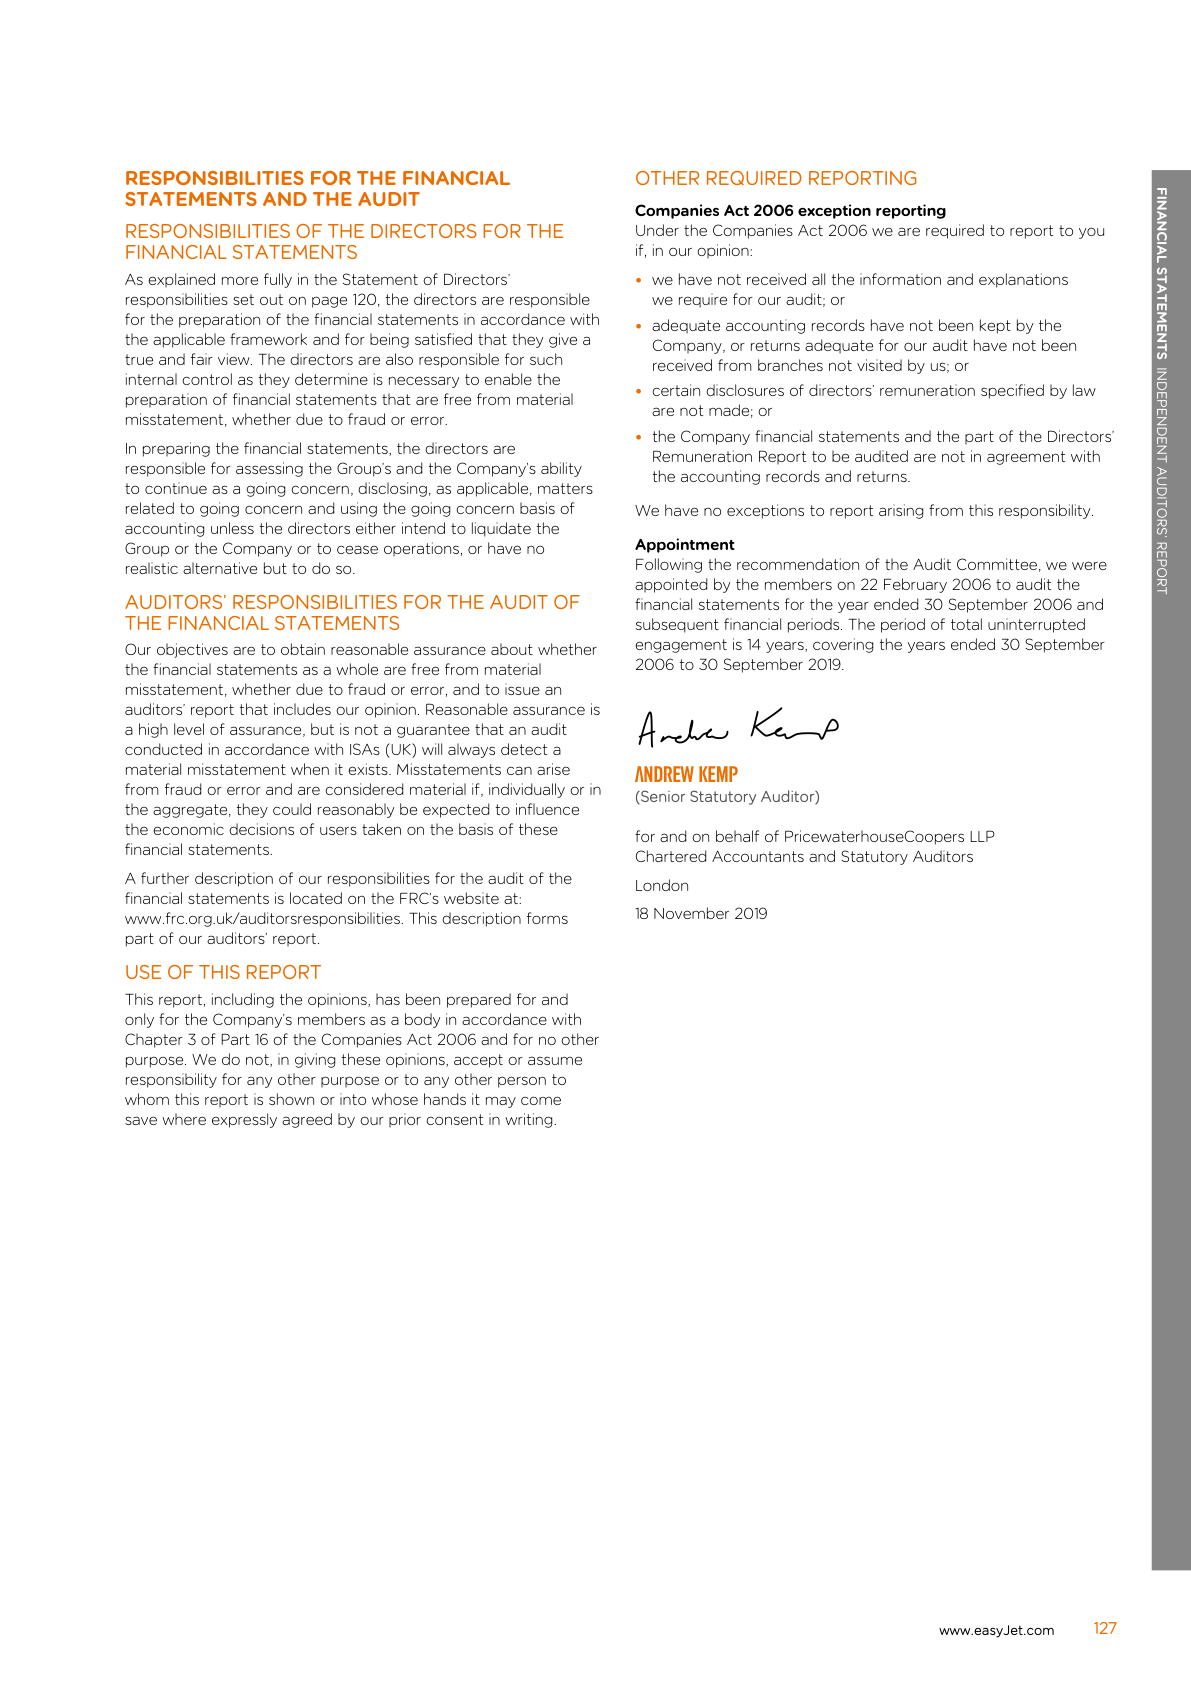 RESPONSIBILITIES FOR THE FINANCIAL
STATEMENTS AND THE AUDIT
RESPONSIBILITIES OF THE DIRECTORS FOR THE
FINANCIAL STATEMENTS
As explained more fully in the Statement of Directors'
responsibilities set out on page 120, the directors are responsible
for the preparation of the financial statements in accordance with
the applicable framework and for being satisfied that they give a
true and fair view. The directors are also responsible for such
internal control as they determine is necessary to enable the
preparation of financial statements that are free from material
misstatement, whether due to fraud or error.
In preparing the financial statements, the directors are
responsible for assessing the Group's and the Company's ability
to continue as a going concern, disclosing, as applicable, matters
related to going concern and using the going concern basis of
accounting unless the directors either intend to liquidate the
Group or the Company or to cease operations, or have no
realistic alternative but to do so.
AUDITORS' RESPONSIBILITIES FOR THE AUDIT OF
THE FINANCIAL STATEMENTS
Our objectives are to obtain reasonable assurance about whether
the financial statements as a whole are free from material
misstatement, whether due to fraud or error, and to issue an
auditors' report that includes our opinion. Reasonable assurance is
a high level of assurance, but is not a guarantee that an audit
conducted in accordance with ISAs (UK) will always detect a
material misstatement when it exists. Misstatements can arise
from fraud or error and are considered material if, individually or in
the aggregate, they could reasonably be expected to influence
the economic decisions of users taken on the basis of these
financial statements.
A further description of our responsibilities for the audit of the
financial statements is located on the FRC's website at:
www.frc.org.uk/auditorsresponsibilities. This description forms
part of our auditors' report.
USE OF THIS REPORT
This report, including the opinions, has been prepared for and
only for the Company's members as a body in accordance with
Chapter 3 of Part 16 of the Companies Act 2006 and for no other
purpose. We do not, in giving these opinions, accept or assume
responsibility for any other purpose or to any other person to
whom this report is shown or into whose hands it may come
save where expressly agreed by our prior consent in writing.
OTHER REQUIRED REPORTING
Companies Act 2006 exception reporting
Under the Companies Act 2006 we are required to report to you
if, in our opinion:
• we have not received all the information and explanations
we require for our audit; or
• adequate accounting records have not been kept by the
Company, or returns adequate for our audit have not been
received from branches not visited by us; or
• certain disclosures of directors' remuneration specified by law
are not made; or
• the Company financial statements and the part of the Directors'
Remuneration Report to be audited are not in agreement with
the accounting records and returns.
We have no exceptions to report arising from this responsibility.
Appointment
Following the recommendation of the Audit Committee, we were
appointed by the members on 22 February 2006 to audit the
financial statements for the year ended 30 September 2006 and
subsequent financial periods. The period of total uninterrupted
engagement is 14 years, covering the years ended 30 September
2006 to 30 September 2019.
Andrew Kemp
ANDREW KEMP
(Senior Statutory Auditor)
for and on behalf of PricewaterhouseCoopers LLP
Chartered Accountants and Statutory Auditors
London
18 November 2019
FINANCIAL STATEMENTS INDEPENDENT AUDITORS' REPORT
www.easyJet.com 127